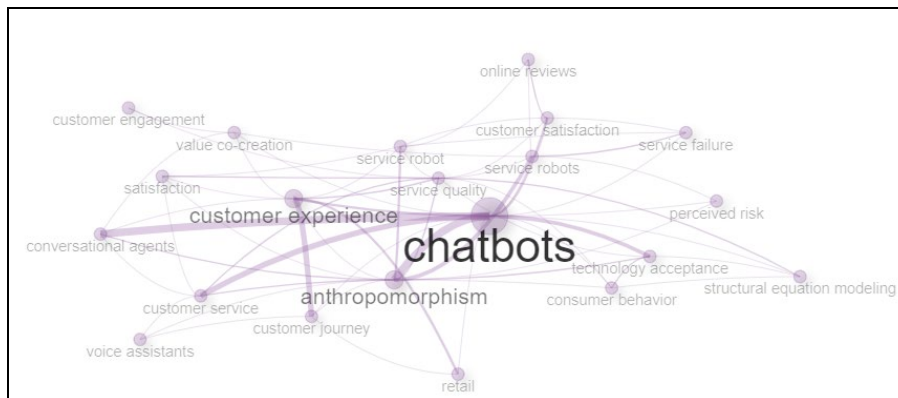 online reviews
customer engagement
customer satisfaction
value co-creation
service failure
service robot
service robots
satisfaction
service quality
customer experience
perceived risk
conversational agents
chatbots
technology acceptance
structural equation modeling
anthropomorphism
consumer behavior
customer service
customer journey
voice assistants
retail